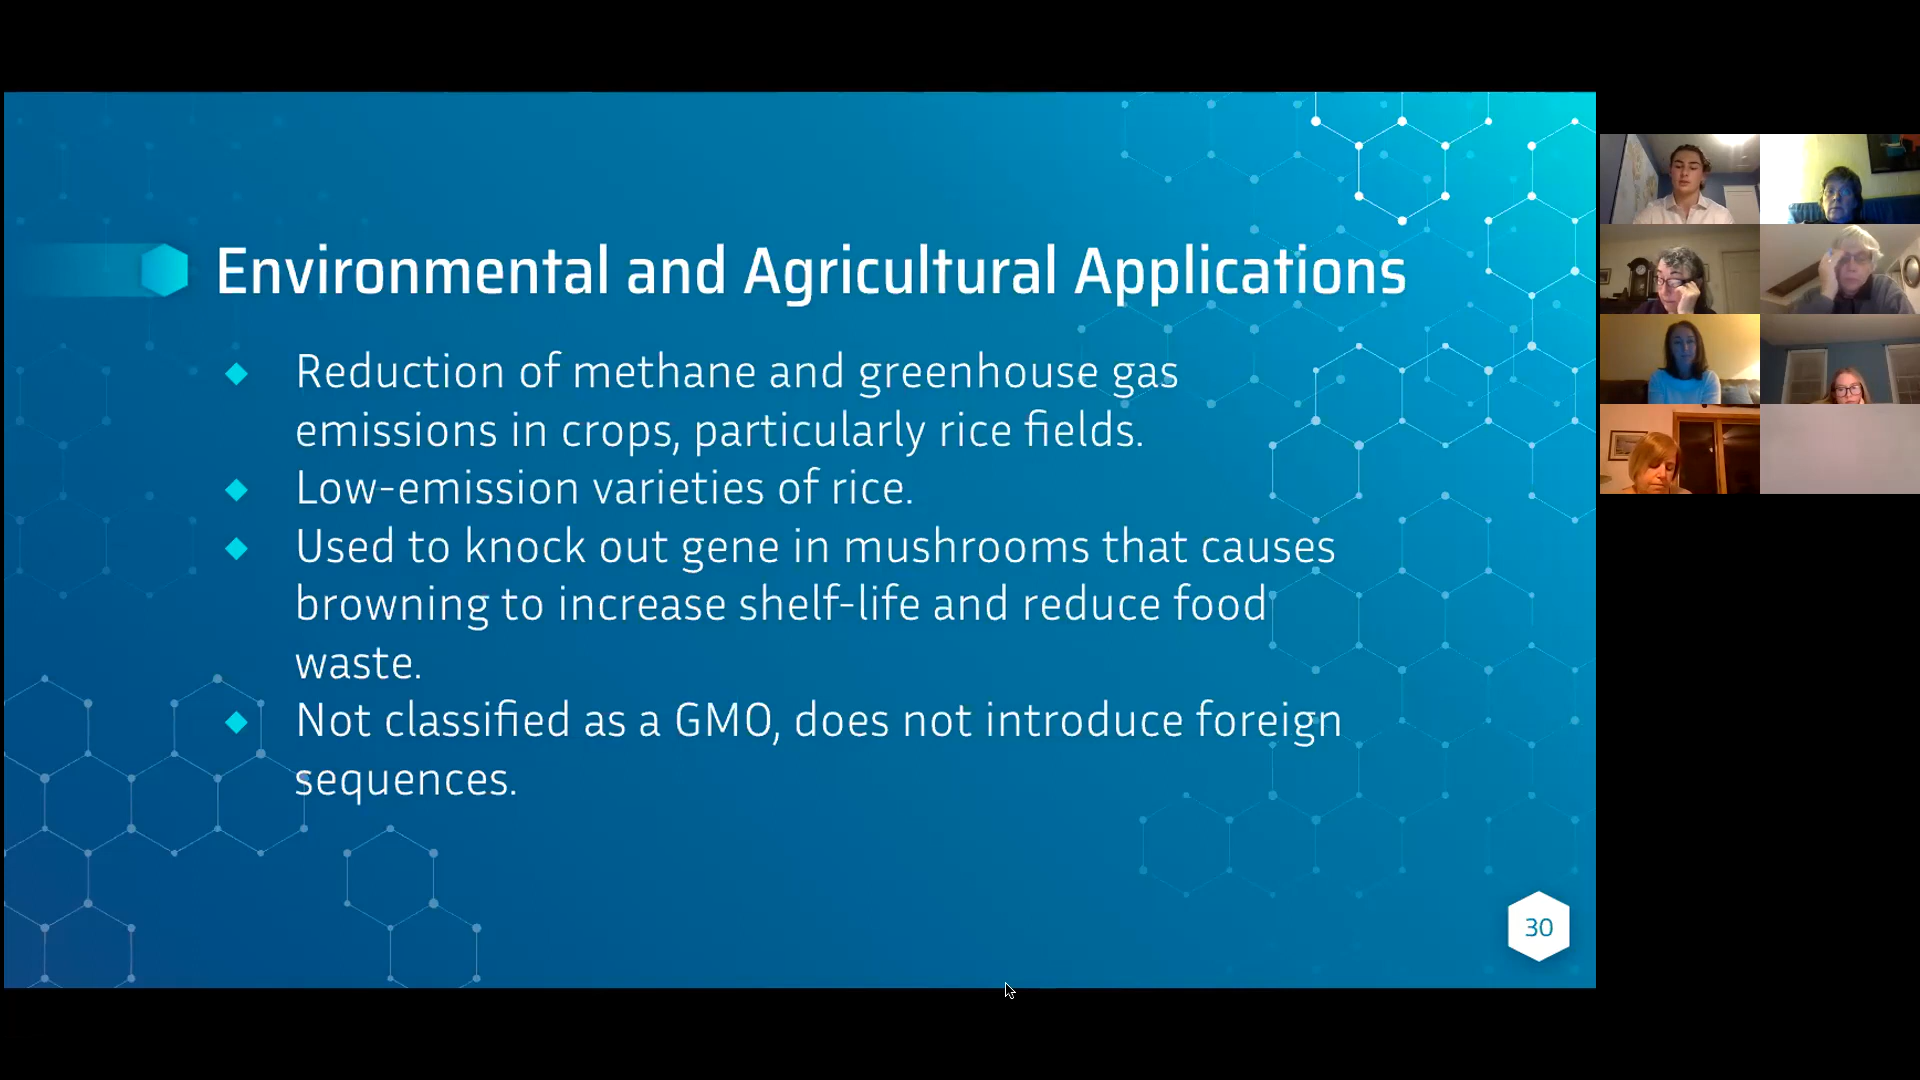 Environmental and Agricultural Applications
Reduction of methane and greenhouse gas
emissions in crops, particularly rice fields.
Low-emission varieties of rice.
Used to knock out gene in mushrooms that causes
browning to increase shelf-life and reduce food
waste.
Not classified as a GMO, does not introduce foreign
sequences.
30